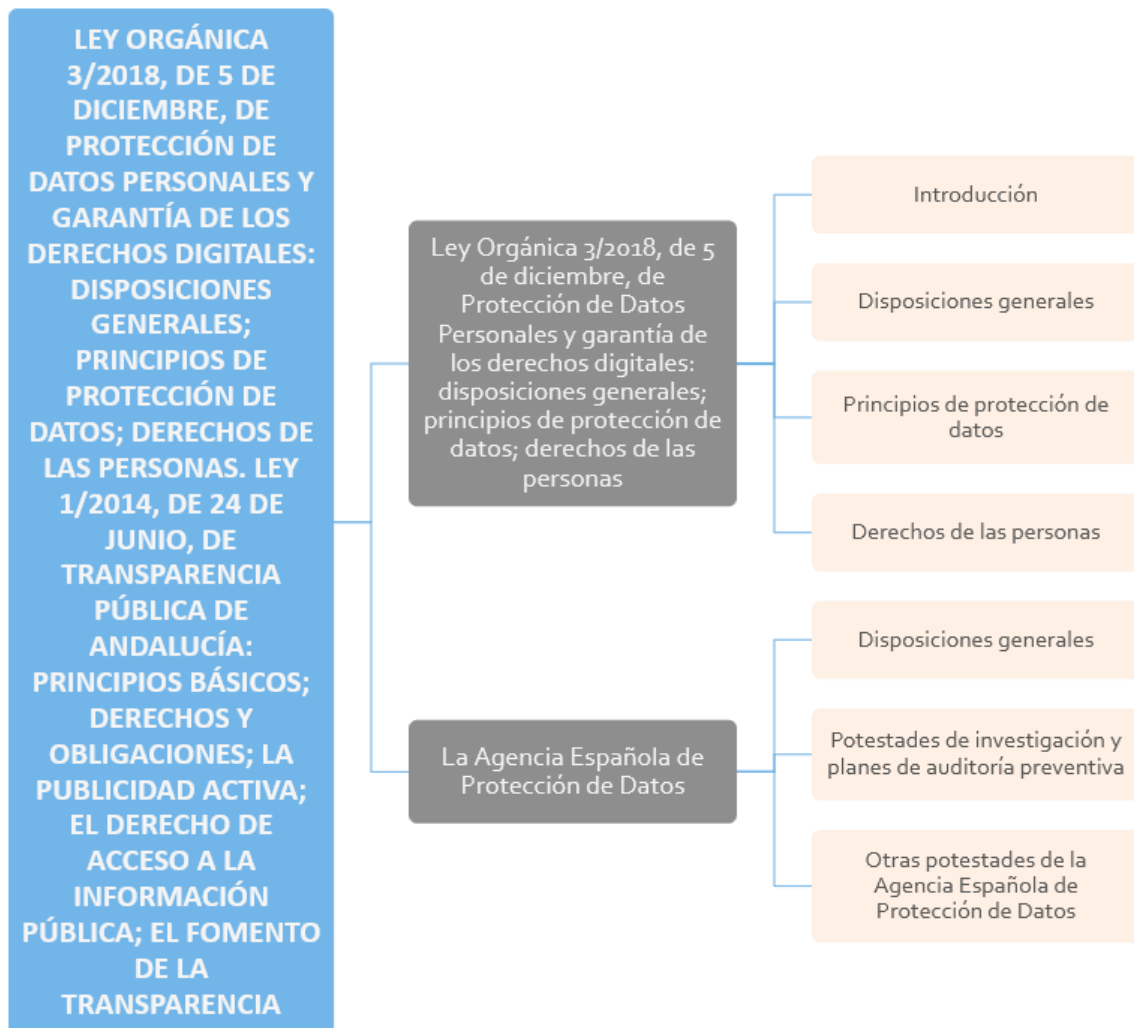 LEY ORGÁNICA
3/2018, DE 5 DE
DICIEMBRE, DE
PROTECCIÓN DE
DATOS PERSONALES Y
GARANTÍA DE LOS
DERECHOS DIGITALES:
DISPOSICIONES
GENERALES;
PRINCIPIOS DE
PROTECCIÓN DE
DATOS; DERECHOS DE
LAS PERSONAS. LEY
1/2014, DE 24 DE
JUNIO, DE
TRANSPARENCIA
PÚBLICA DE
ANDALUCÍA:
PRINCIPIOS BÁSICOS;
DERECHOS Y
OBLIGACIONES; LA
PUBLICIDAD ACTIVA;
EL DERECHO DE
ACCESO A LA
INFORMACIÓN
PÚBLICA; EL FOMENTO
DE LA
TRANSPARENCIA
Ley Orgánica 3/2018, de 5
de diciembre, de
Protección de Datos
Personales y garantía de
los derechos digitales:
disposiciones generales;
principios de protección de
datos; derechos de las
personas
Introducción
Disposiciones generales
Principios de protección de
datos
Derechos de las personas
La Agencia Española de
Protección de Datos
Disposiciones generales
Potestades de investigación y
planes de auditoría preventiva
Otras potestades de la
Agencia Española de
Protección de Datos